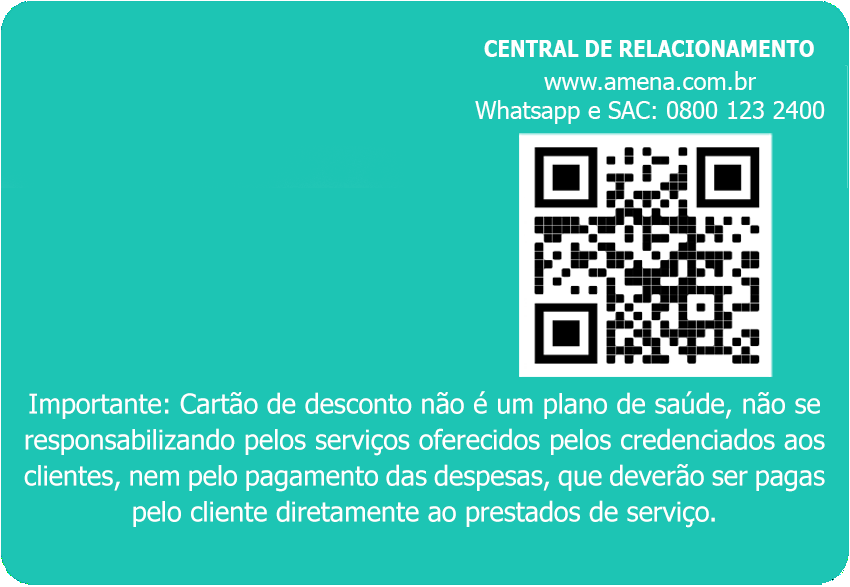 CENTRAL DE RELACIONAMENTO
www.amena.com.br
Whatsapp e SAC: 0800 123 2400
Importante: Cartão de desconto não é um plano de saúde, não se
responsabilizando pelos serviços oferecidos pelos credenciados aos
clientes, nem pelo pagamento das despesas, que deverão ser pagas
pelo cliente diretamente ao prestados de serviço.